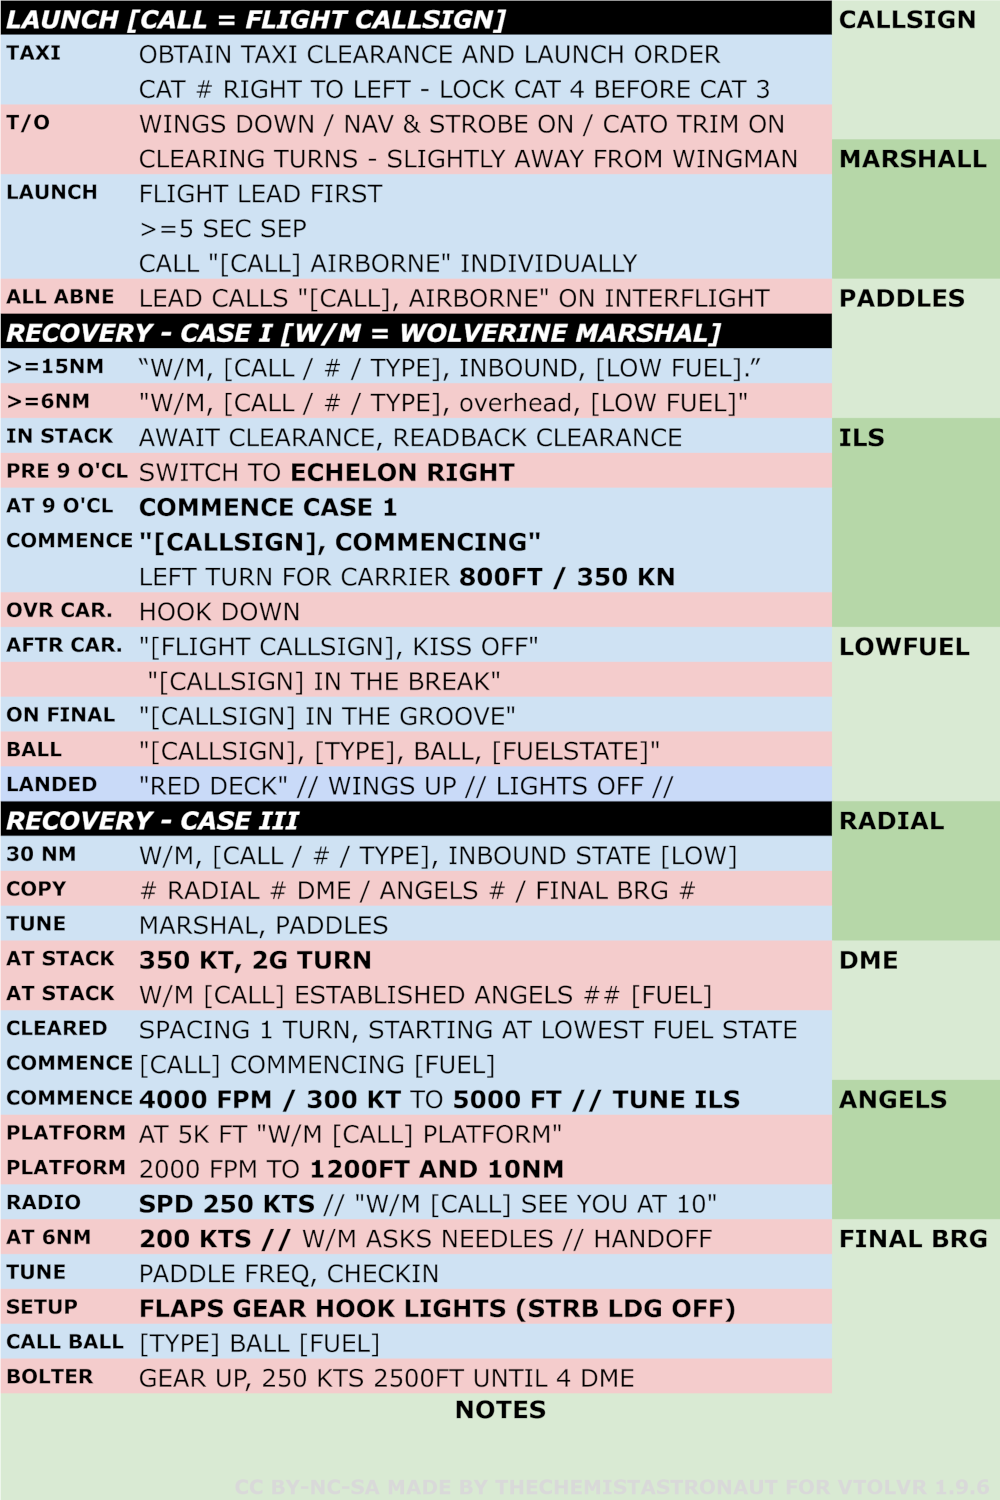 LAUNCH [CALL = FLIGHT CALLSIGN]
CALLSIGN
TAXI OBTAIN TAXI CLEARANCE AND LAUNCH ORDER
CAT # RIGHT TO LEFT - LOCK CAT 4 BEFORE CAT 3
T/O WINGS DOWN / NAV & STROBE ON / CATO TRIM ON
CLEARING TURNS - SLIGHTLY AWAY FROM WINGMAN
MARSHALL
LAUNCH FLIGHT LEAD FIRST
>=5 SEC SEP
CALL "[CALL] AIRBORNE" INDIVIDUALLY
ALL ABNE LEAD CALLS "[CALL], AIRBORNE" ON INTERFLIGHT
PADDLES
RECOVERY - CASE I [W/M = WOLVERINE MARSHAL]
>=15NM “W/M, [CALL / # / TYPE], INBOUND, [LOW FUEL].”
>=6NM "W/M, [CALL / # / TYPE], overhead, [LOW FUEL]"
IN STACK AWAIT CLEARANCE, READBACK CLEARANCE
ILS
PRE 9 O'CL SWITCH TO ECHELON RIGHT
AT 9 O'CL COMMENCE CASE 1
COMMENCE "[CALLSIGN], COMMENCING"
LEFT TURN FOR CARRIER 800FT / 350 KN
OVR CAR. HOOK DOWN
AFTR CAR. "[FLIGHT CALLSIGN], KISS OFF"
LOWFUEL
"[CALLSIGN] IN THE BREAK"
ON FINAL "[CALLSIGN] IN THE GROOVE"
BALL "[CALLSIGN], [TYPE], BALL, [FUELSTATE]"
LANDED "RED DECK" // WINGS UP // LIGHTS OFF //
RECOVERY - CASE III
RADIAL
30 NM W/M, [CALL / # / TYPE], INBOUND STATE [LOW]
COPY # RADIAL # DME / ANGELS # / FINAL BRG #
TUNE MARSHAL, PADDLES
AT STACK 350 KT, 2G TURN
DME
AT STACK W/M [CALL] ESTABLISHED ANGELS ## [FUEL]
CLEARED SPACING 1 TURN, STARTING AT LOWEST FUEL STATE
COMMENCE [CALL] COMMENCING [FUEL]
COMMENCE 4000 FPM / 300 KT TO 5000 FT // TUNE ILS
ANGELS
PLATFORM AT 5K FT "W/M [CALL] PLATFORM"
PLATFORM 2000 FPM TO 1200FT AND 10NM
RADIO SPD 250 KTS // "W/M [CALL] SEE YOU AT 10"
AT 6NM 200 KTS // W/M ASKS NEEDLES // HANDOFF
FINAL BRG
TUNE PADDLE FREQ, CHECKIN
SETUP FLAPS GEAR HOOK LIGHTS (STRB LDG OFF)
CALL BALL [TYPE] BALL [FUEL]
BOLTER GEAR UP, 250 KTS 2500FT UNTIL 4 DME
NOTES
CC BY-NC-SA MADE BY THECHEMISTASTRONAUT FOR VTOLVR 1.9.6